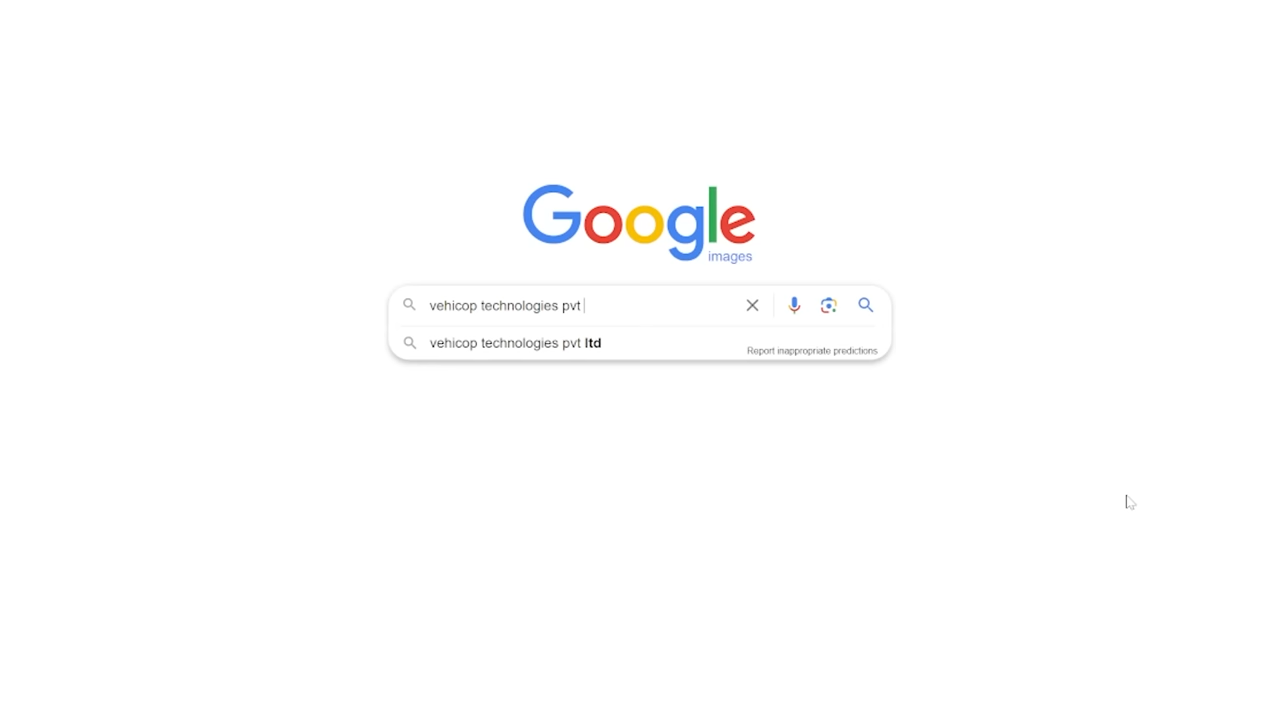 Google
images
vehicop technologies pvt
vehicop technologies pvt ltd
Report inappropriate predictions